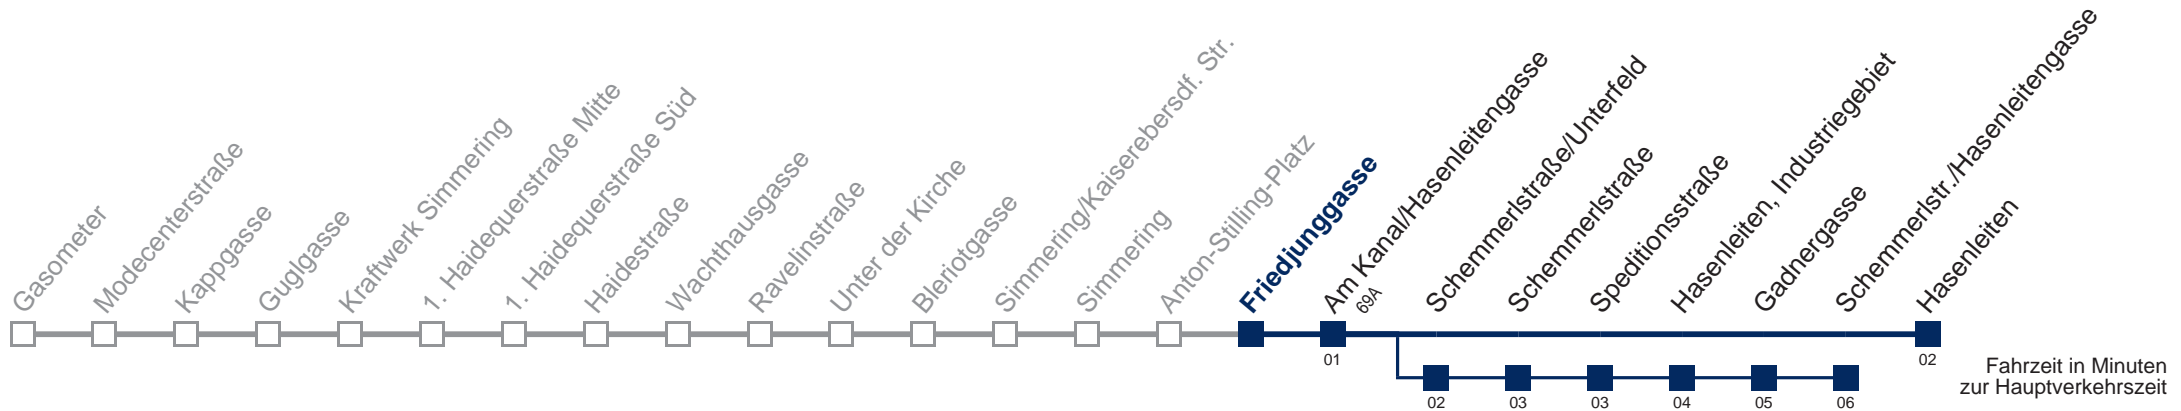 Gasometer
Modecenterstraße
Kappgasse
Guglgasse
Kraftwerk Simmering
1. Haidequerstraße Mitte
1. Haidequerstraße Süd
Haidestraße
Wachthausgasse
Ravelinstraße
Unter der Kirche
Bleriotgasse
Simmering/Kaiserebersdf. Str.
Simmering
Anton-Stilling-Platz
Friedjunggasse
Am Kanal/Hasenleitengasse
69A
Schemmerlstraße/Unterfeld
Schemmerlstraße
Speditionsstraße
Hasenleiten, Industriegebiet
Gadnergasse
Schemmerlstr./Hasenleitengasse
Hasenleiten
01
02
02
03
03
04
05
06
Fahrzeit in Minuten
zur Hauptverkehrszeit